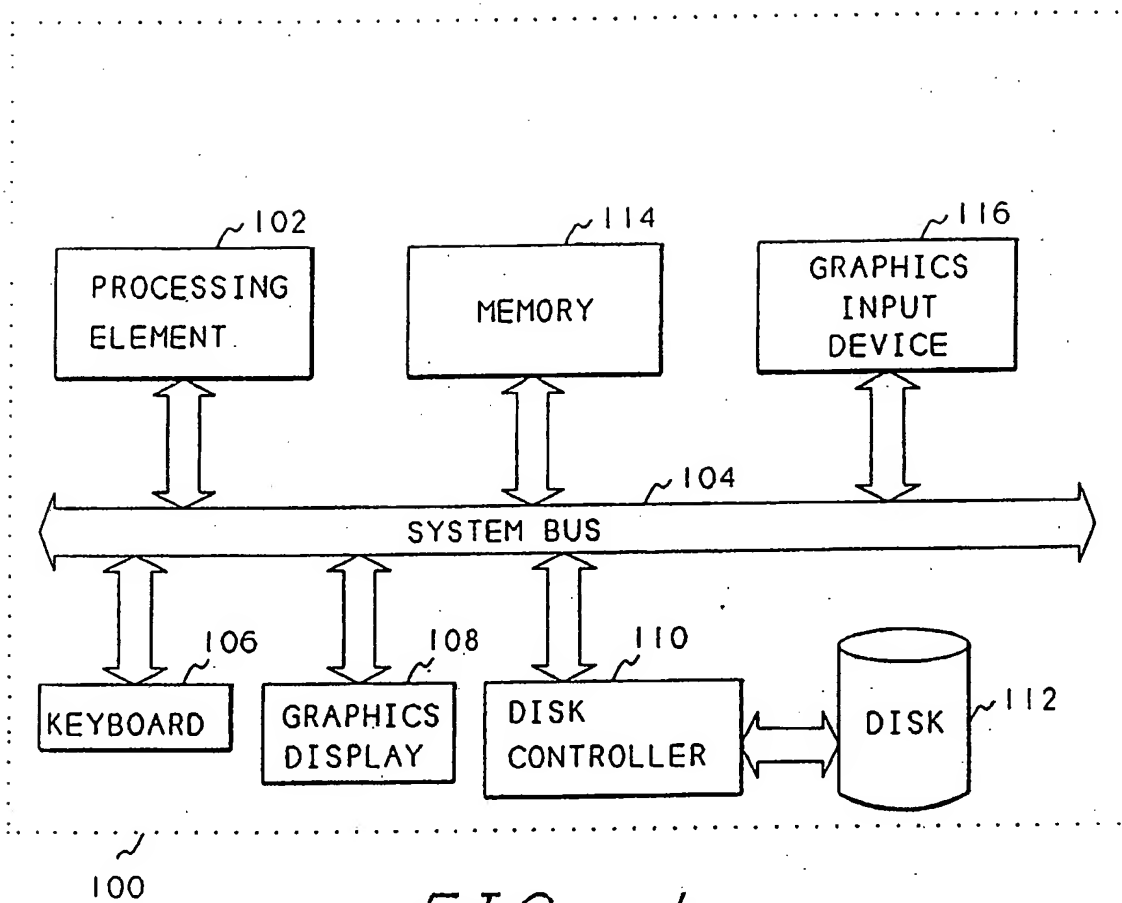 102
114
116
PROCESSING
ELEMENT
MEMORY
GRAPHICS
INPUT
DEVICE
104
SYSTEM BUS
106
108
110
KEYBOARD
GRAPHICS
DISPLAY
DISK
CONTROLLER
DISK
112
100